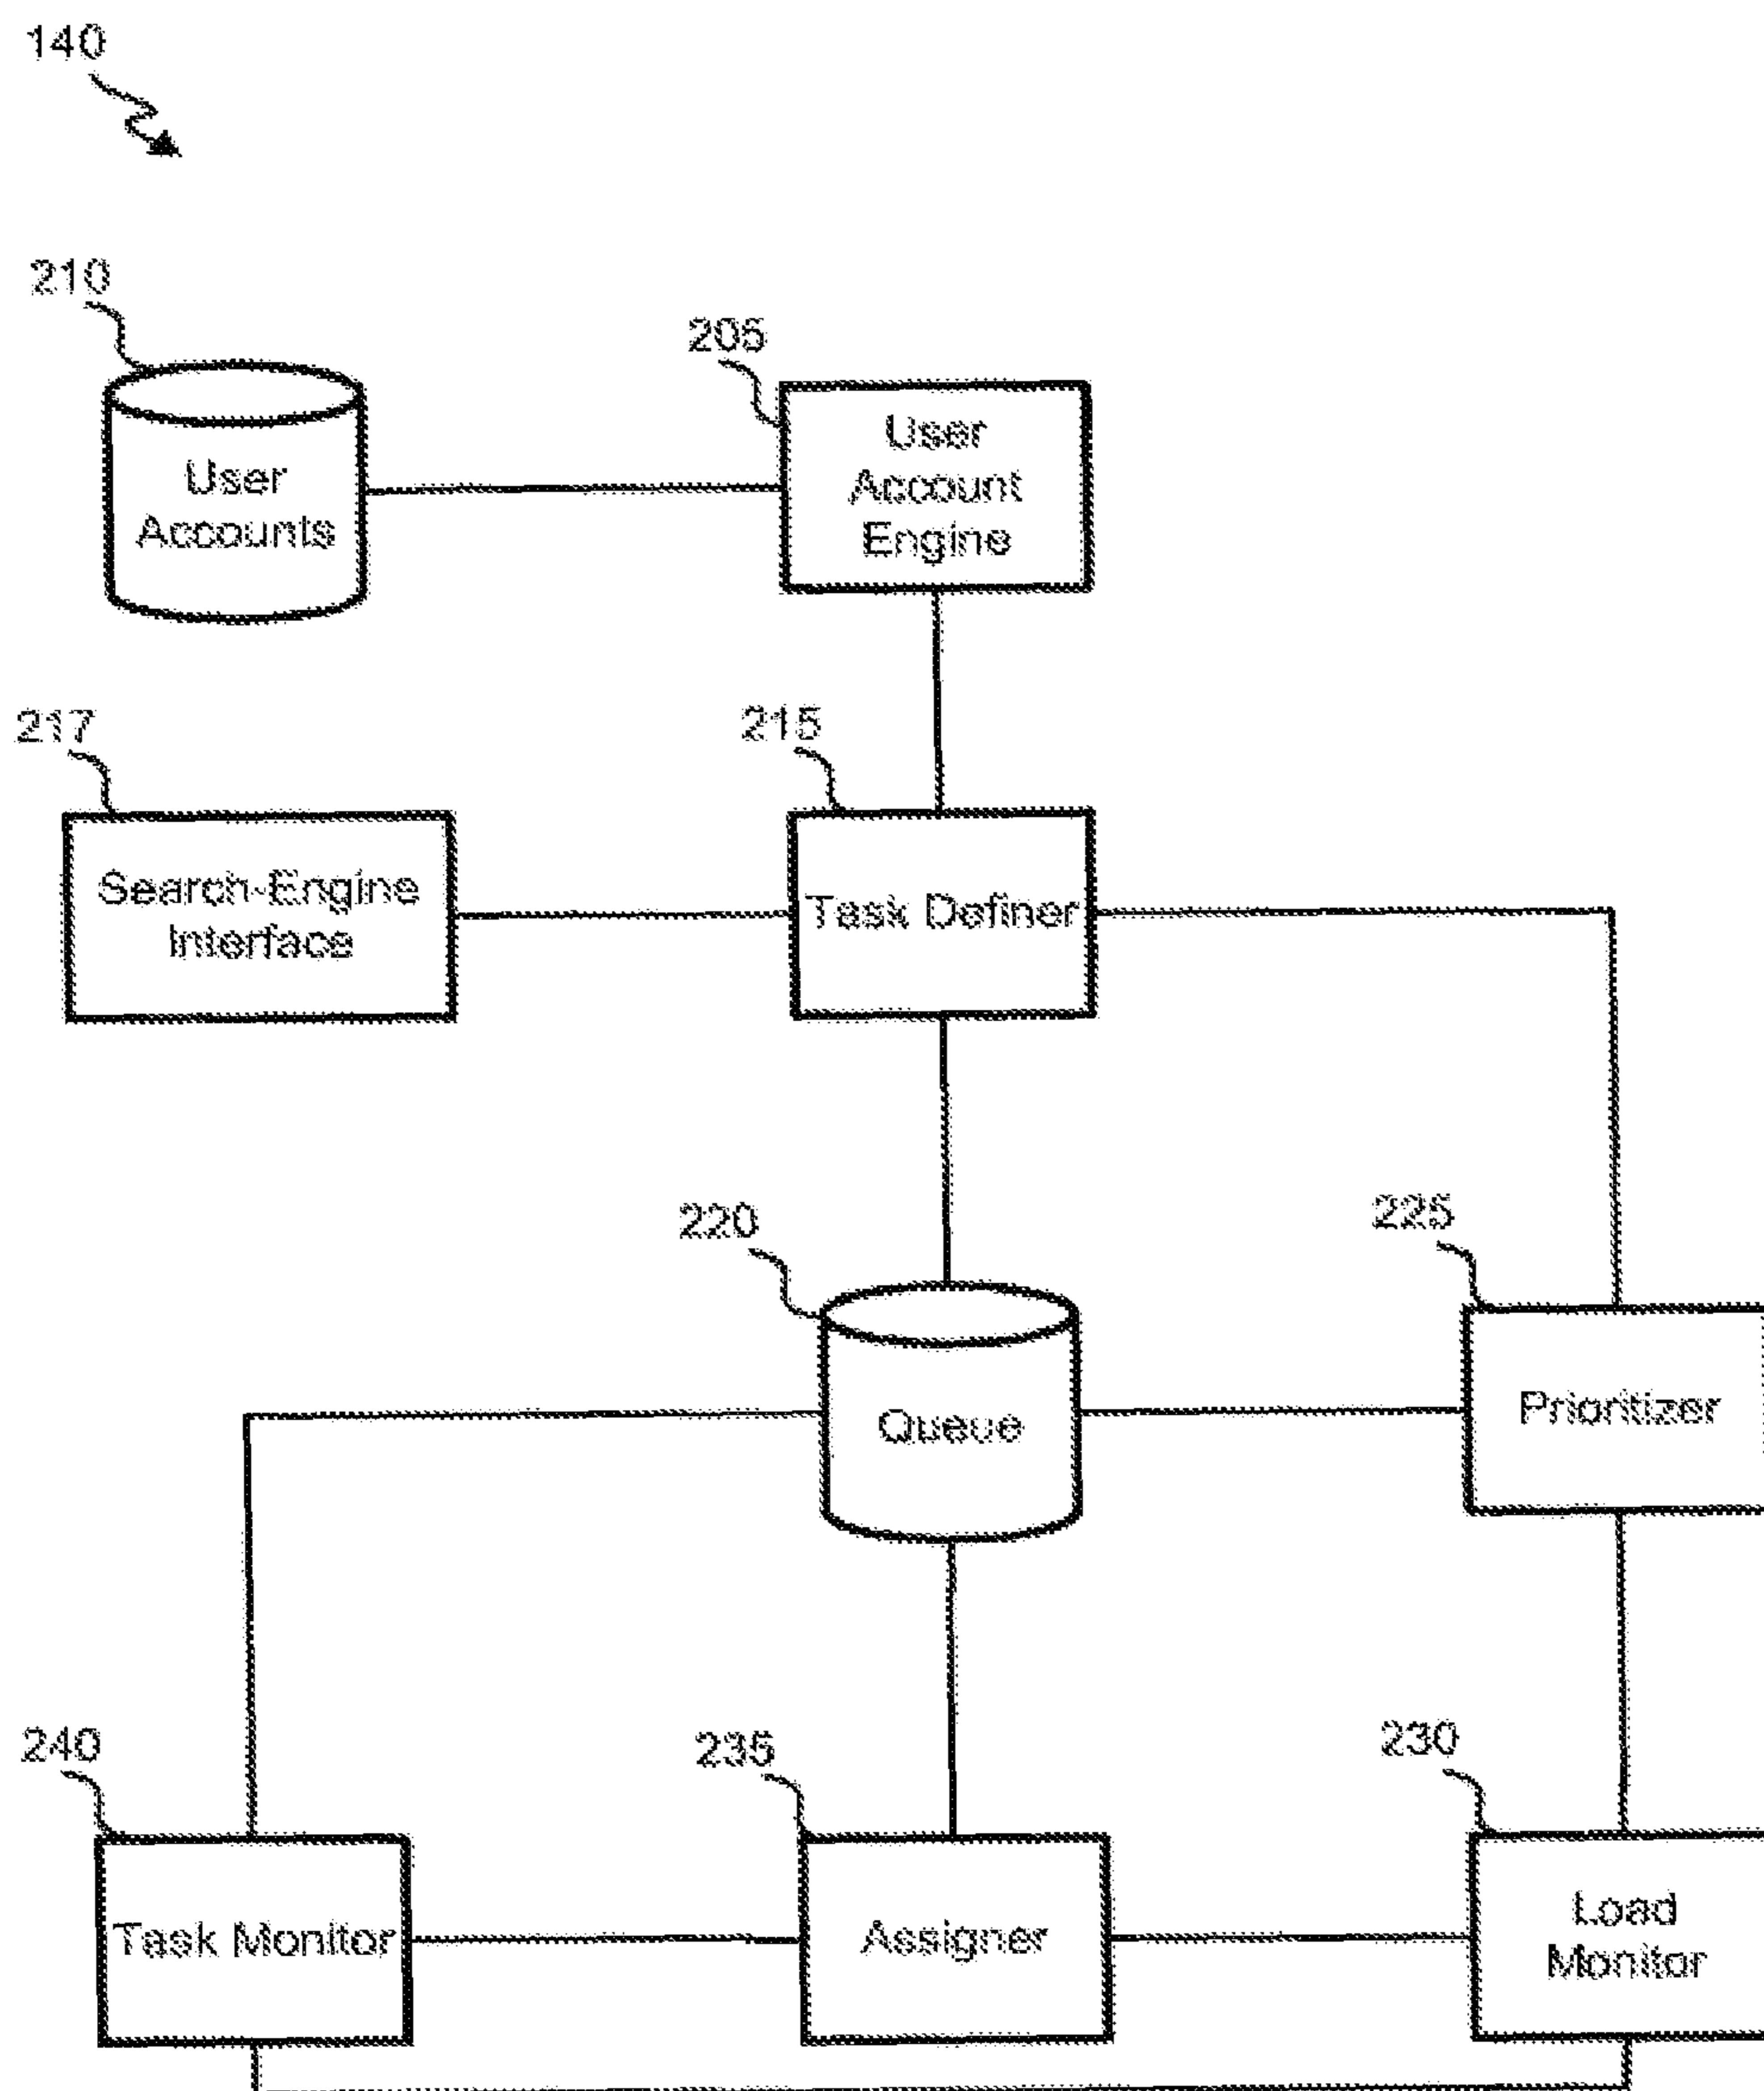 140
210
205
User
Account
Engine
User
Accounts
217
215
Search-Engine
Interface
Task Definer
220
225
Queue
Prioritizer
240
235
230
Task Monitor
Assigner
Load
Monitor